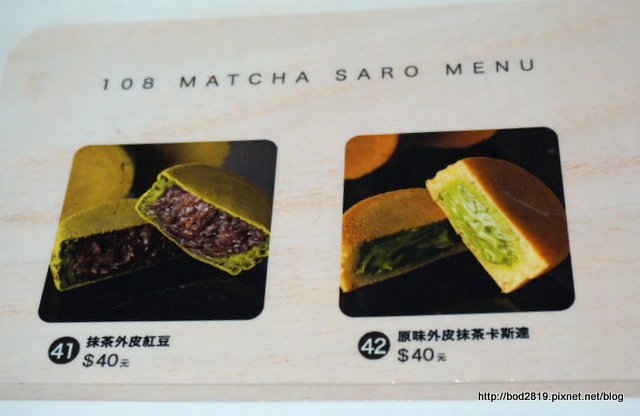 108 MATCHA SARO MENU
41 抹茶外皮紅豆
$40元
42 原味外皮抹茶卡斯達
$40元
http://bod2819.pixnet.net/blog